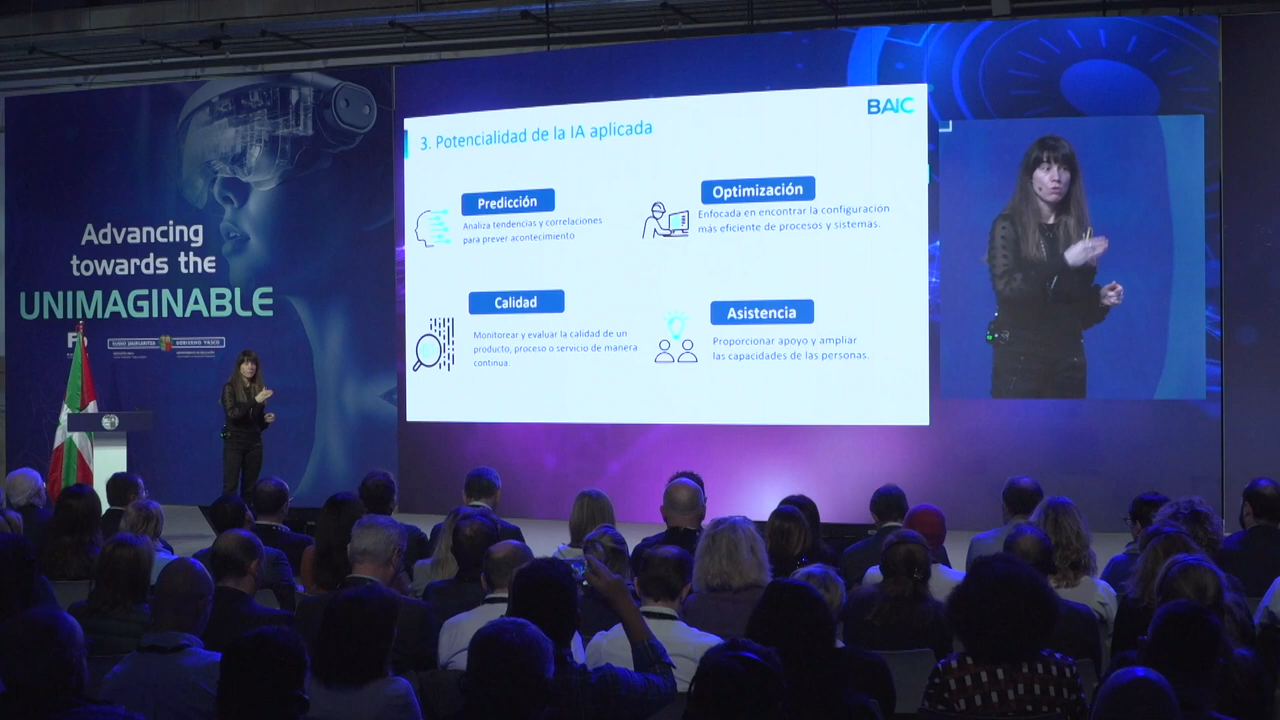 Advancing
towards the
UNIMAGINABLE
EUSKO JAURLARITZA
GOBIERNO VASCO
BAIC
3. Potencialidad de la IA aplicada
Predicción
Analiza tendencias y correlaciones
para prever acontecimiento
Optimización
Enfocada en encontrar la configuración
más eficiente de procesos y sistemas.
Calidad
Monitorear y evaluar la calidad de un
producto, proceso o servicio de manera
continua.
Asistencia
Proporcionar apoyo y ampliar
las capacidades de las personas.